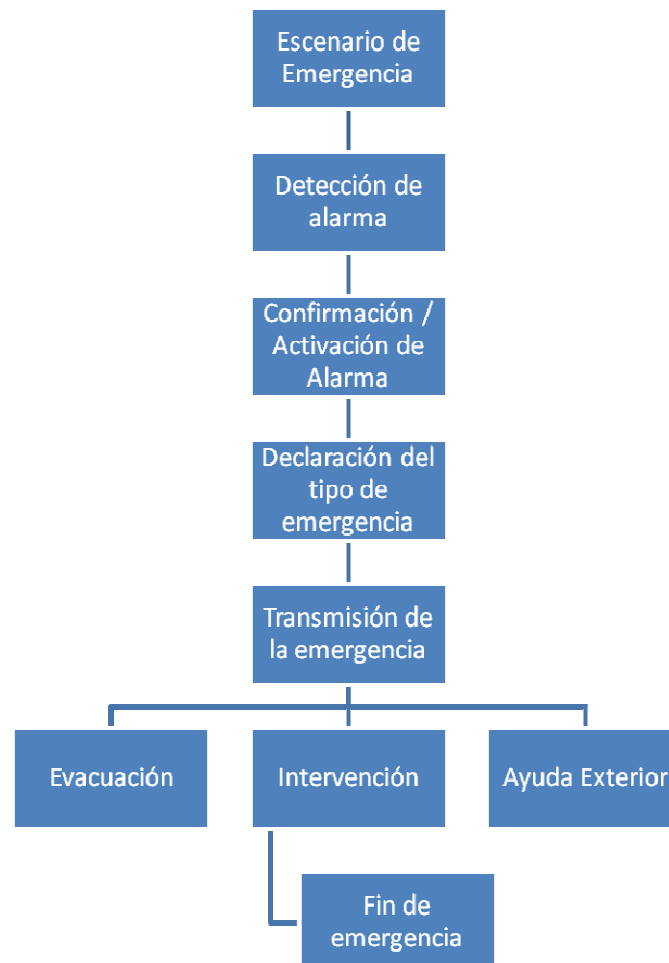 Escenario de
Emergencia
Detección de
alarma
Confirmación /
Activación de
Alarma
Declaración del
tipo de
emergencia
Transmisión de
la emergencia
Evacuación
Intervención
Ayuda Exterior
Fin de
emergencia